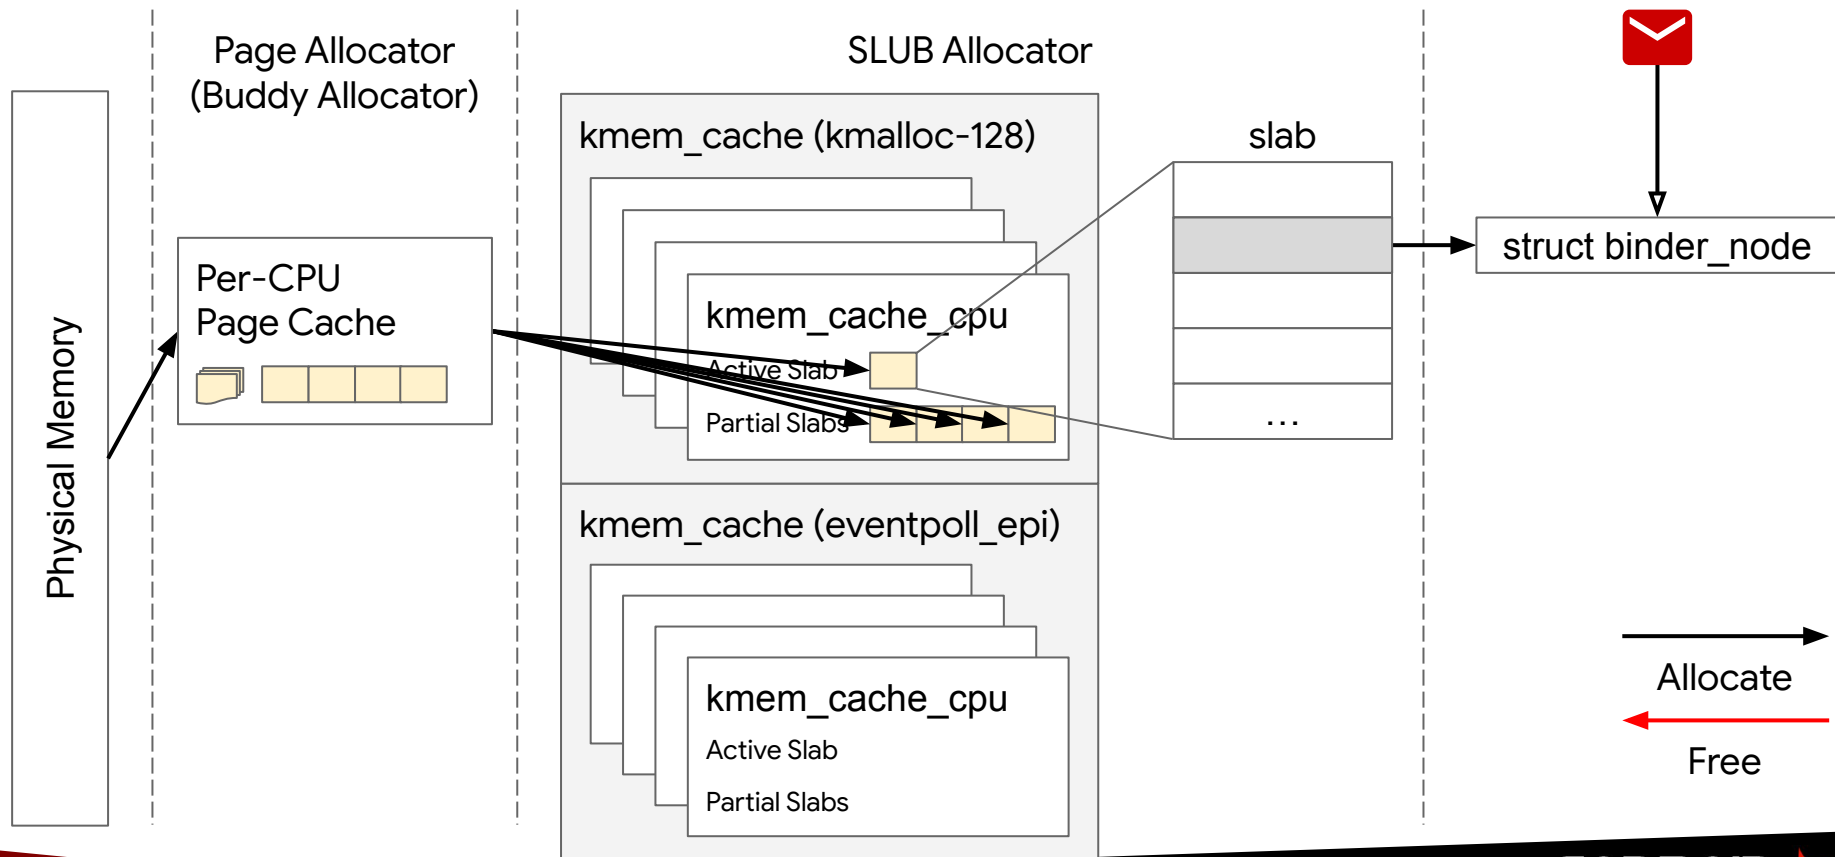 Page Allocator
(Buddy Allocator)
SLUB Allocator
Physical Memory
Per-CPU
Page Cache
kmem_cache (kmalloc-128)
kmem_cache_cpu
Active Slab
Partial Slabs
slab
...
struct binder_node
kmem_cache (eventpoll_epi)
kmem_cache_cpu
Active Slab
Partial Slabs
Allocate
Free